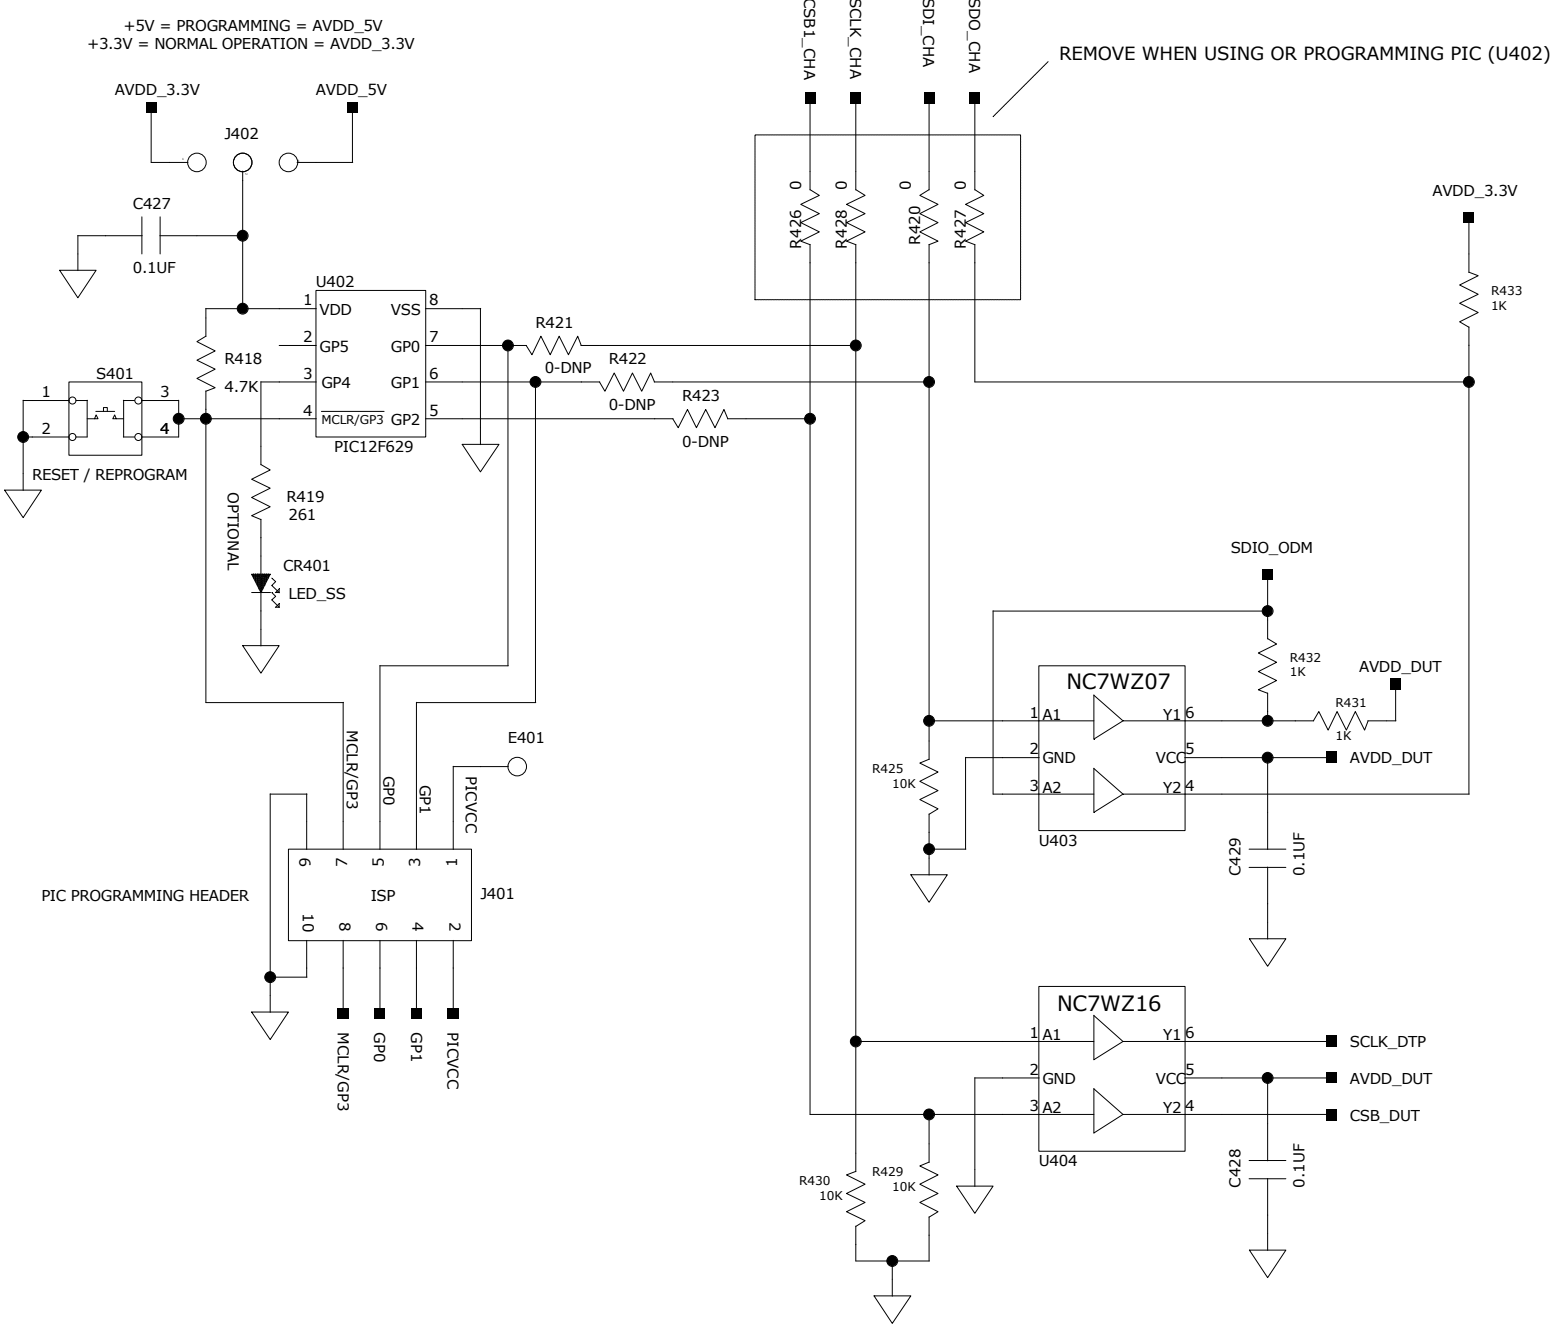 +5V = PROGRAMMING = AVDD_5V
+3.3V = NORMAL OPERATION = AVDD_3.3V
AVDD_3.3V
AVDD_5V
J402
C427
0.1UF
CSB1_CHA
SCLK_CHA
SDI_CHA
SDO_CHA
REMOVE WHEN USING OR PROGRAMMING PIC (U402)
0
R426
0
R428
0
R420
0
R427
AVDD_3.3V
R433
1K
U402
1
VDD
2
GP5
3
GP4
4
MCLR/GP3
VSS
8
GP0
7
GP1
6
GP2
5
PIC12F629
R418
4.7K
S401
1
2
3
4
RESET / REPROGRAM
R421
0-DNP
R422
0-DNP
R423
0-DNP
OPTIONAL
R419
261
CR401
LED_SS
SDIO_ODM
R432
1K
AVDD_DUT
R431
1K
NC7WZ07
1
A1
Y1
6
2
GND
VCC
5
AVDD_DUT
3
A2
Y2
4
U403
R425
10K
C429
0.1UF
MCLR/GP3
GP0
GP1
PICVCC
E401
9
7
5
3
1
PIC PROGRAMMING HEADER
ISP
J401
10
8
6
4
2
MCLR/GP3
GP0
GP1
PICVCC
NC7WZ16
1
A1
Y1
6
SCLK_DTP
2
GND
VCC
5
AVDD_DUT
3
A2
Y2
4
CSB_DUT
U404
R430
10K
R429
10K
C428
0.1UF